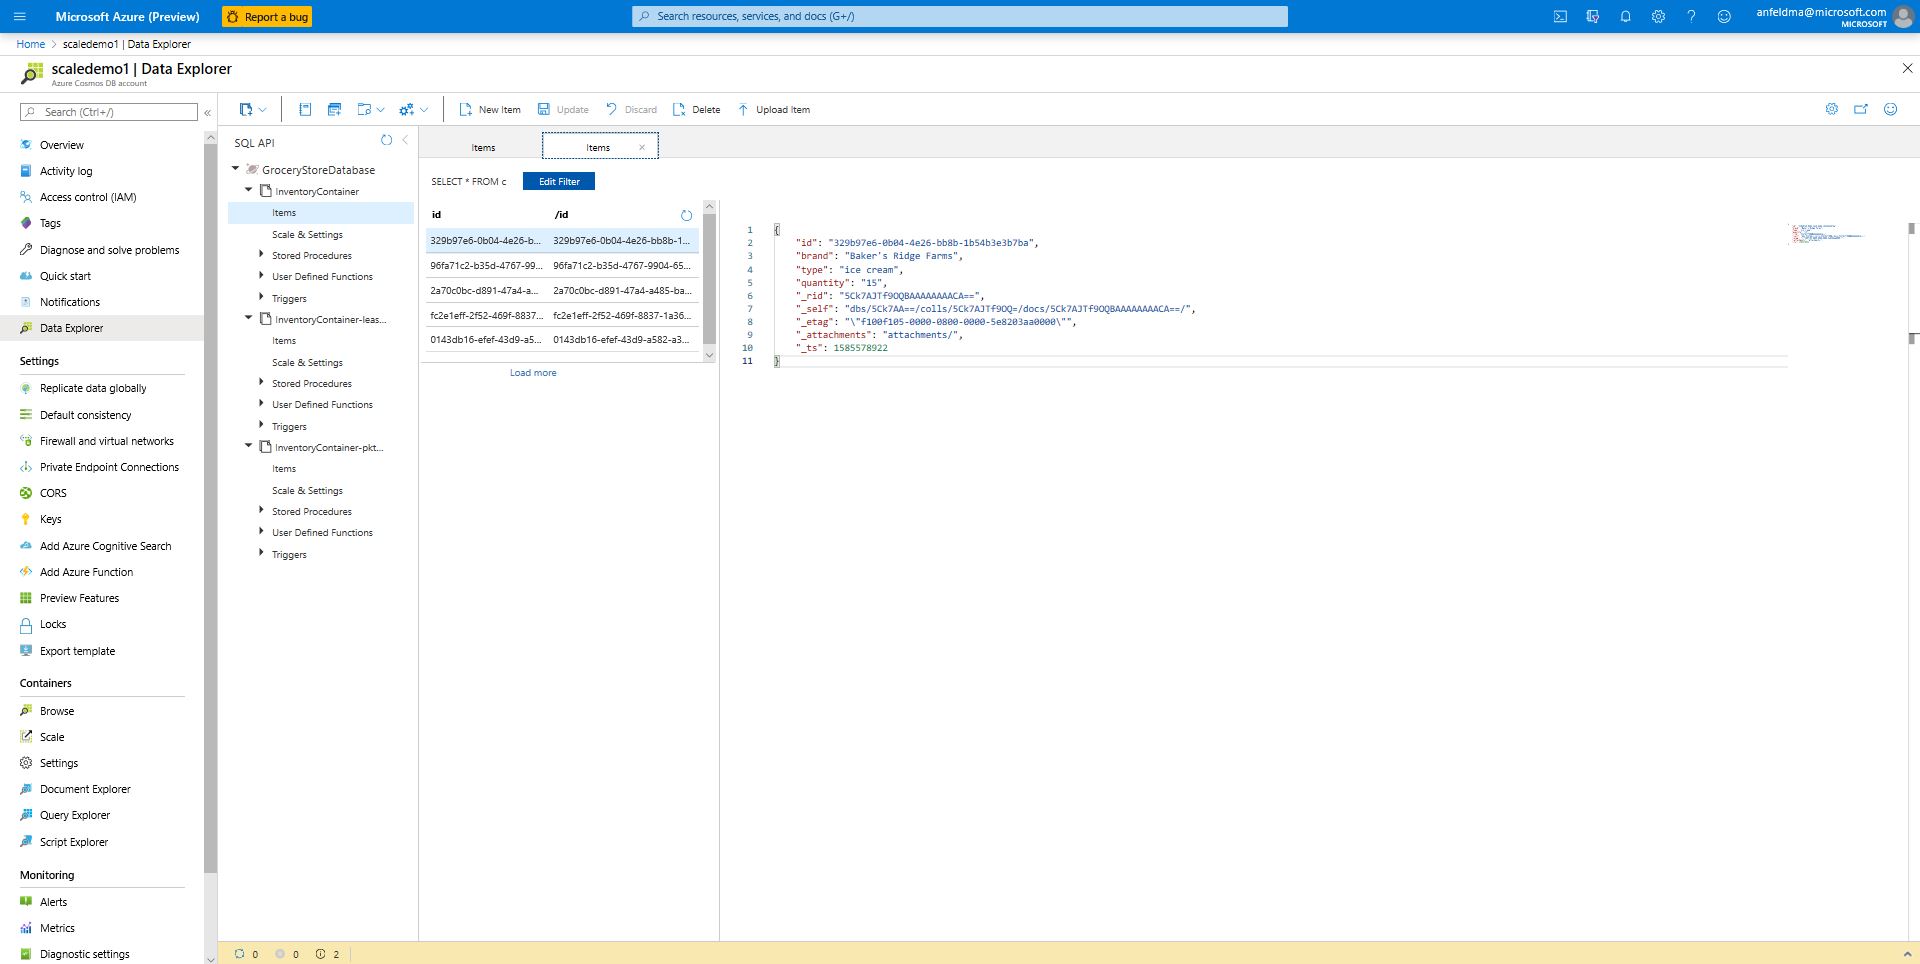 Microsoft Azure (Preview)
Report a bug
Search resources, services, and docs (G+/)
anfeldma@microsoft.com
MICROSOFT
Home > scaledemo1 | Data Explorer
scaledemo1 | Data Explorer
Azure Cosmos DB account
Search (Ctrl+/)
«
Overview
Activity log
Access control (IAM)
Tags
Diagnose and solve problems
Quick start
Notifications
Data Explorer
Settings
Replicate data globally
Default consistency
Firewall and virtual networks
Private Endpoint Connections
CORS
Keys
Add Azure Cognitive Search
Add Azure Function
Preview Features
Locks
Export template
Containers
Browse
Scale
Settings
Document Explorer
Query Explorer
Script Explorer
Monitoring
Alerts
Metrics
Diagnostic settings
New Item
Update
Discard
Delete
Upload Item
SQL API
GroceryStoreDatabase
InventoryContainer
Items
Scale & Settings
Stored Procedures
User Defined Functions
Triggers
InventoryContainer-leas...
Items
Scale & Settings
Stored Procedures
User Defined Functions
Triggers
InventoryContainer-pkt...
Items
Scale & Settings
Stored Procedures
User Defined Functions
Triggers
Items
Items
SELECT * FROM c
Edit Filter
id /id
329b97e6-0b04-4e26-b... 329b97e6-0b04-4e26-bb8b-1...
96fa71c2-b35d-4767-99... 96fa71c2-b35d-4767-9904-65...
2a70c0bc-d891-47a4-a... 2a70c0bc-d891-47a4-a485-ba...
fc2e1eff-2f52-469f-8837... fc2e1eff-2f52-469f-8837-1a36...
0143db16-efef-43d9-a5... 0143db16-efef-43d9-a582-a3...
Load more
1 {
2 "id": "329b97e6-0b04-4e26-bb8b-1b54b3e3b7ba",
3 "brand": "Baker's Ridge Farms",
4 "type": "ice cream",
5 "quantity": "15",
6 "_rid": "5Ck7AJTf9OQBAAAAAAAACA==",
7 "_self": "dbs/5Ck7AA==/colls/5Ck7AJTf9OQ=/docs/5Ck7AJTf9OQBAAAAAAAACA==/",
8 "_etag": "\"f100f105-0000-0800-0000-5e8203aa0000\"",
9 "_attachments": "attachments/",
10 "_ts": 1585578922
11 }
0 0 2